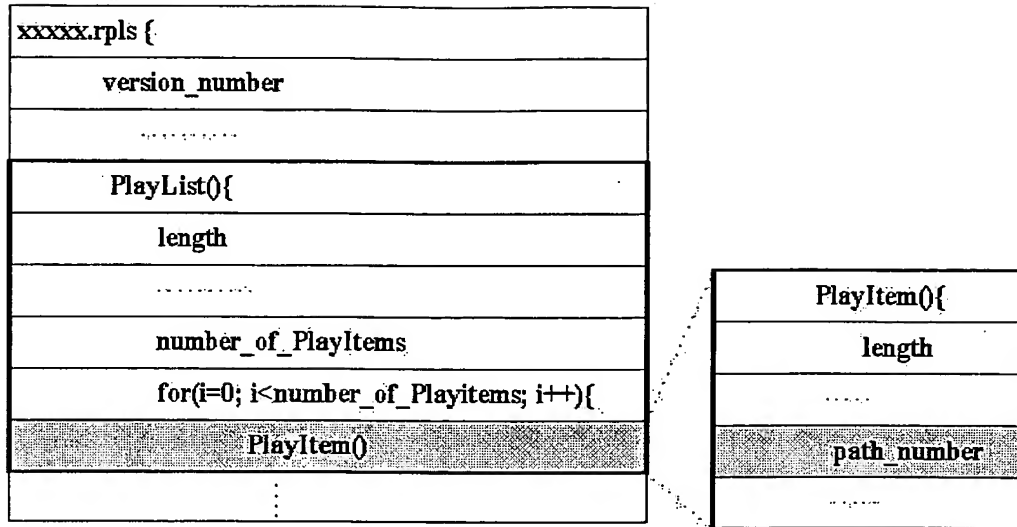 xxxxx.rpls {
version_number
..........
PlayList(){
length
..........
number_of_PlayItems
for(i=0; i<number_of_Playitems; i++){
PlayItem()
⋮
PlayItem(){
length
.....
path_number
.....